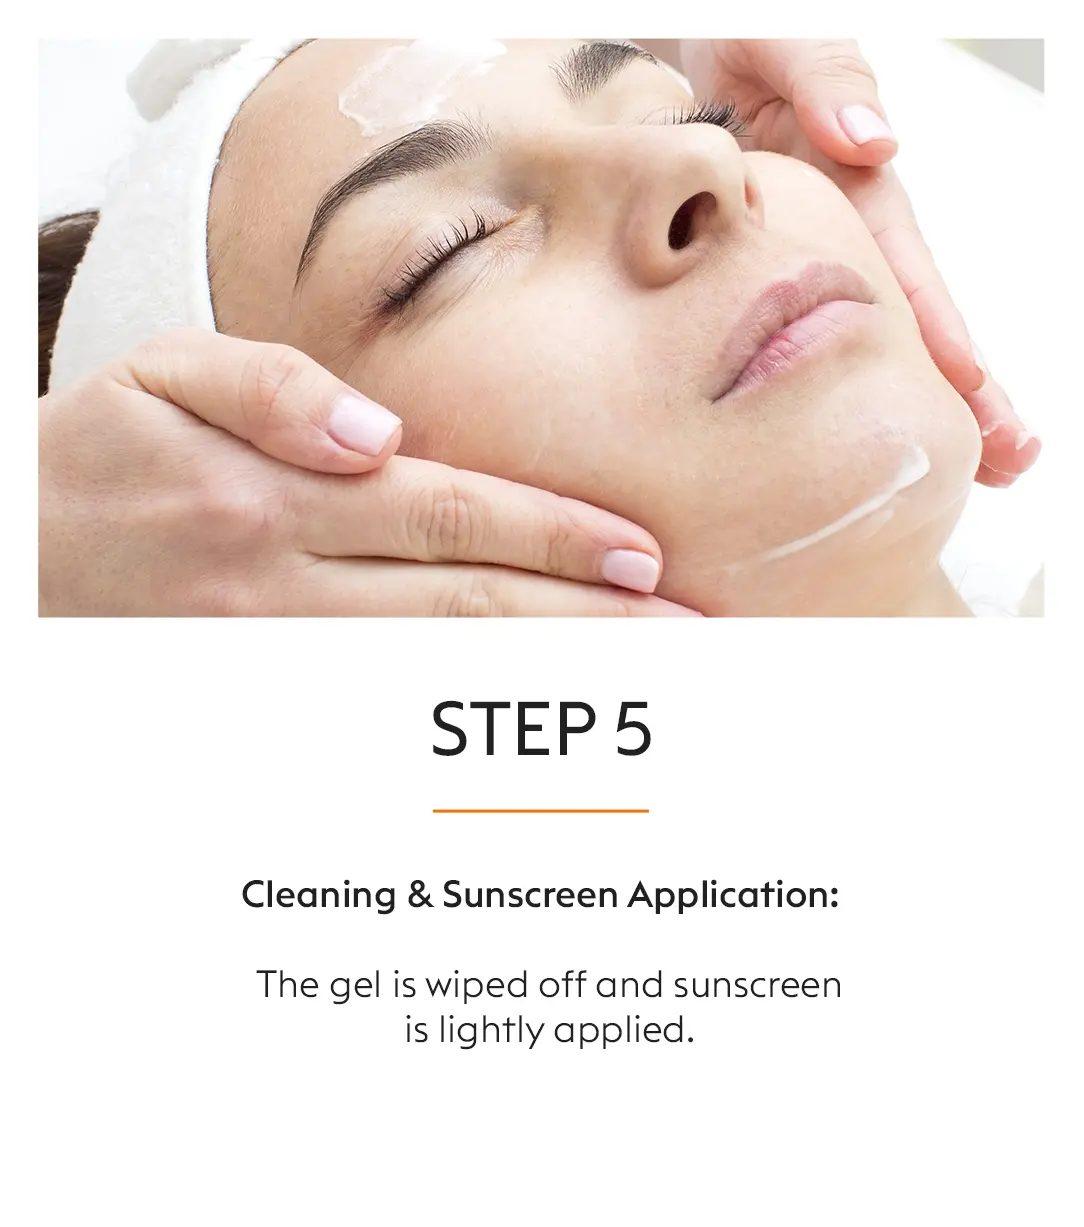 STEP 5
Cleaning & Sunscreen Application:
The gel is wiped off and sunscreen
is lightly applied.